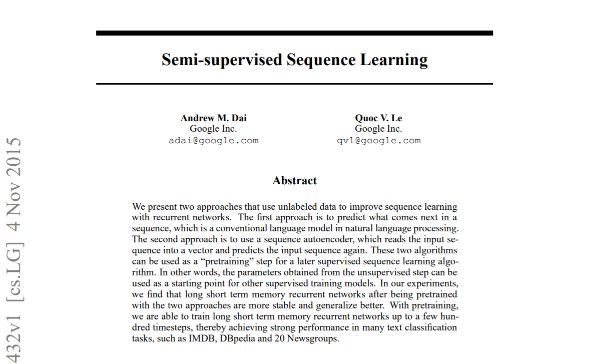 Semi-supervised Sequence Learning
Andrew M. Dai
Google Inc.
adai@google.com
Quoc V. Le
Google Inc.
qvl@google.com
Abstract
We present two approaches that use unlabeled data to improve sequence learning
with recurrent networks. The first approach is to predict what comes next in a
sequence, which is a conventional language model in natural language processing.
The second approach is to use a sequence autoencoder, which reads the input se-
quence into a vector and predicts the input sequence again. These two algorithms
can be used as a “pretraining” step for a later supervised sequence learning algo-
rithm. In other words, the parameters obtained from the unsupervised step can be
used as a starting point for other supervised training models. In our experiments,
we find that long short term memory recurrent networks after being pretrained
with the two approaches are more stable and generalize better. With pretraining,
we are able to train long short term memory recurrent networks up to a few hun-
dred timesteps, thereby achieving strong performance in many text classification
tasks, such as IMDB, DBpedia and 20 Newsgroups.
432v1 [cs.LG] 4 Nov 2015